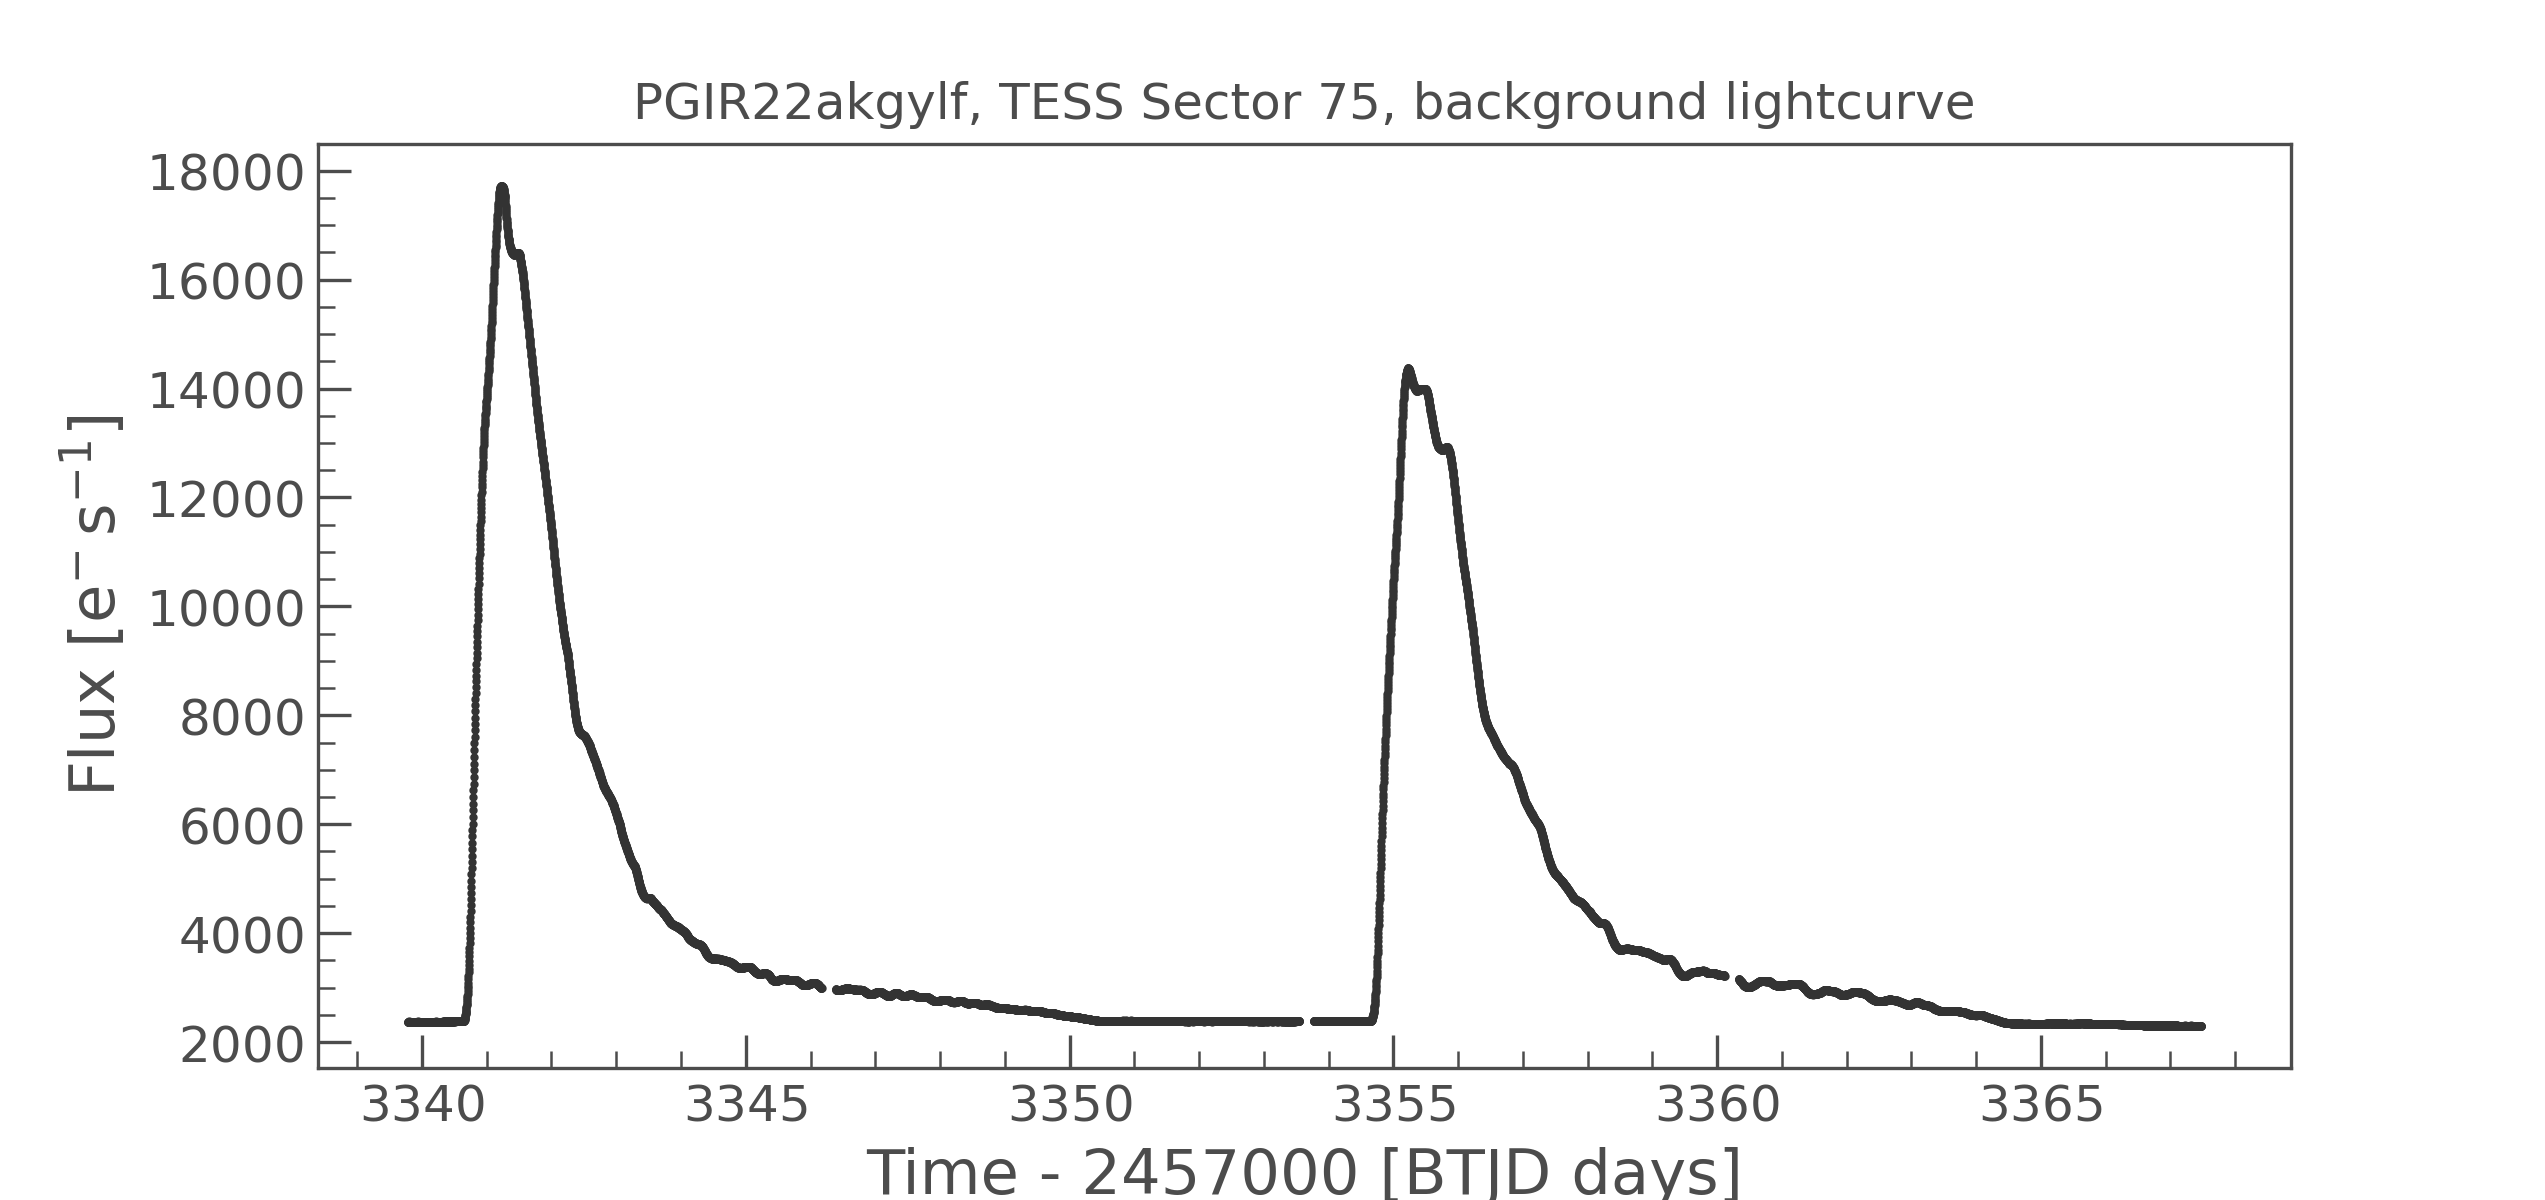 PGIR22akgylf, TESS Sector 75, background lightcurve
18000
16000
14000
12000
10000
8000
6000
4000
2000
Flux [e⁻ s⁻¹]
3340 3345 3350 3355 3360 3365
Time - 2457000 [BTJD days]